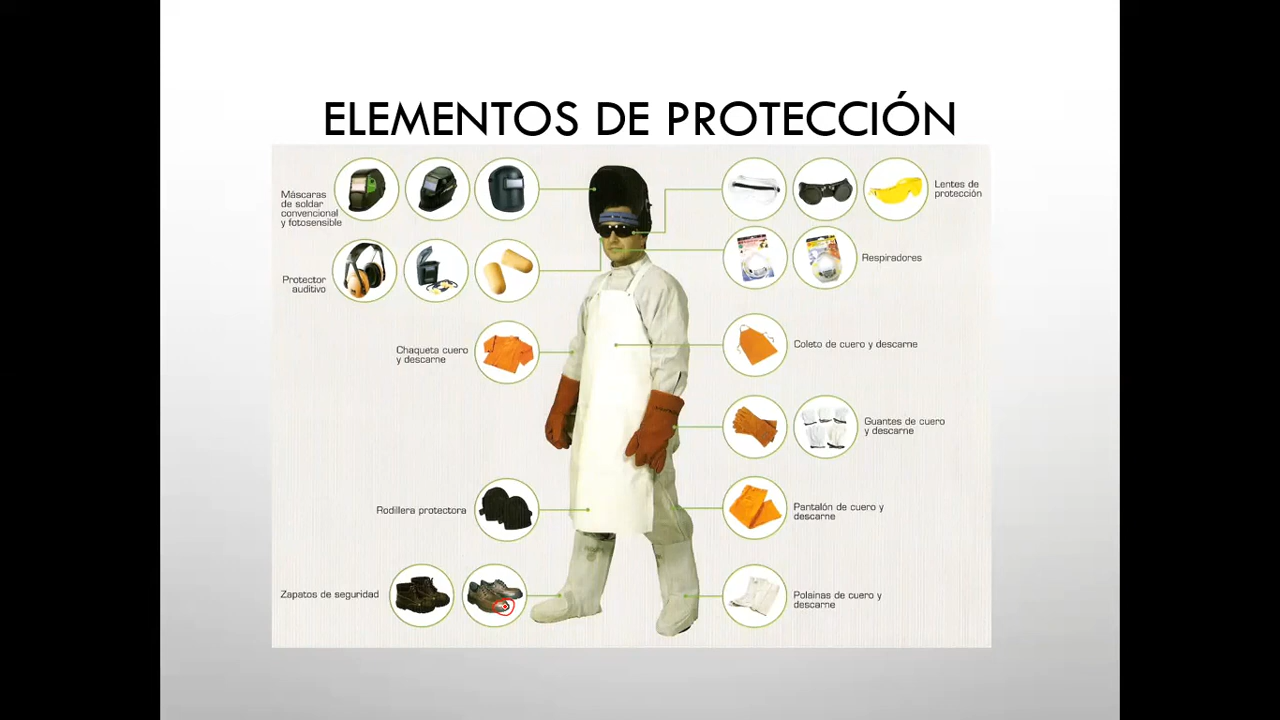 ELEMENTOS DE PROTECCIÓN
Máscaras
de soldar
convencional
y fotosensible
Lentes de
protección
Protector
auditivo
Respiradores
Chaqueta cuero
y descarne
Coleto de cuero y descarne
Guantes de cuero
y descarne
Rodillera protectora
Pantalón de cuero y
descarne
Zapatos de seguridad
Polainas de cuero y
descarne